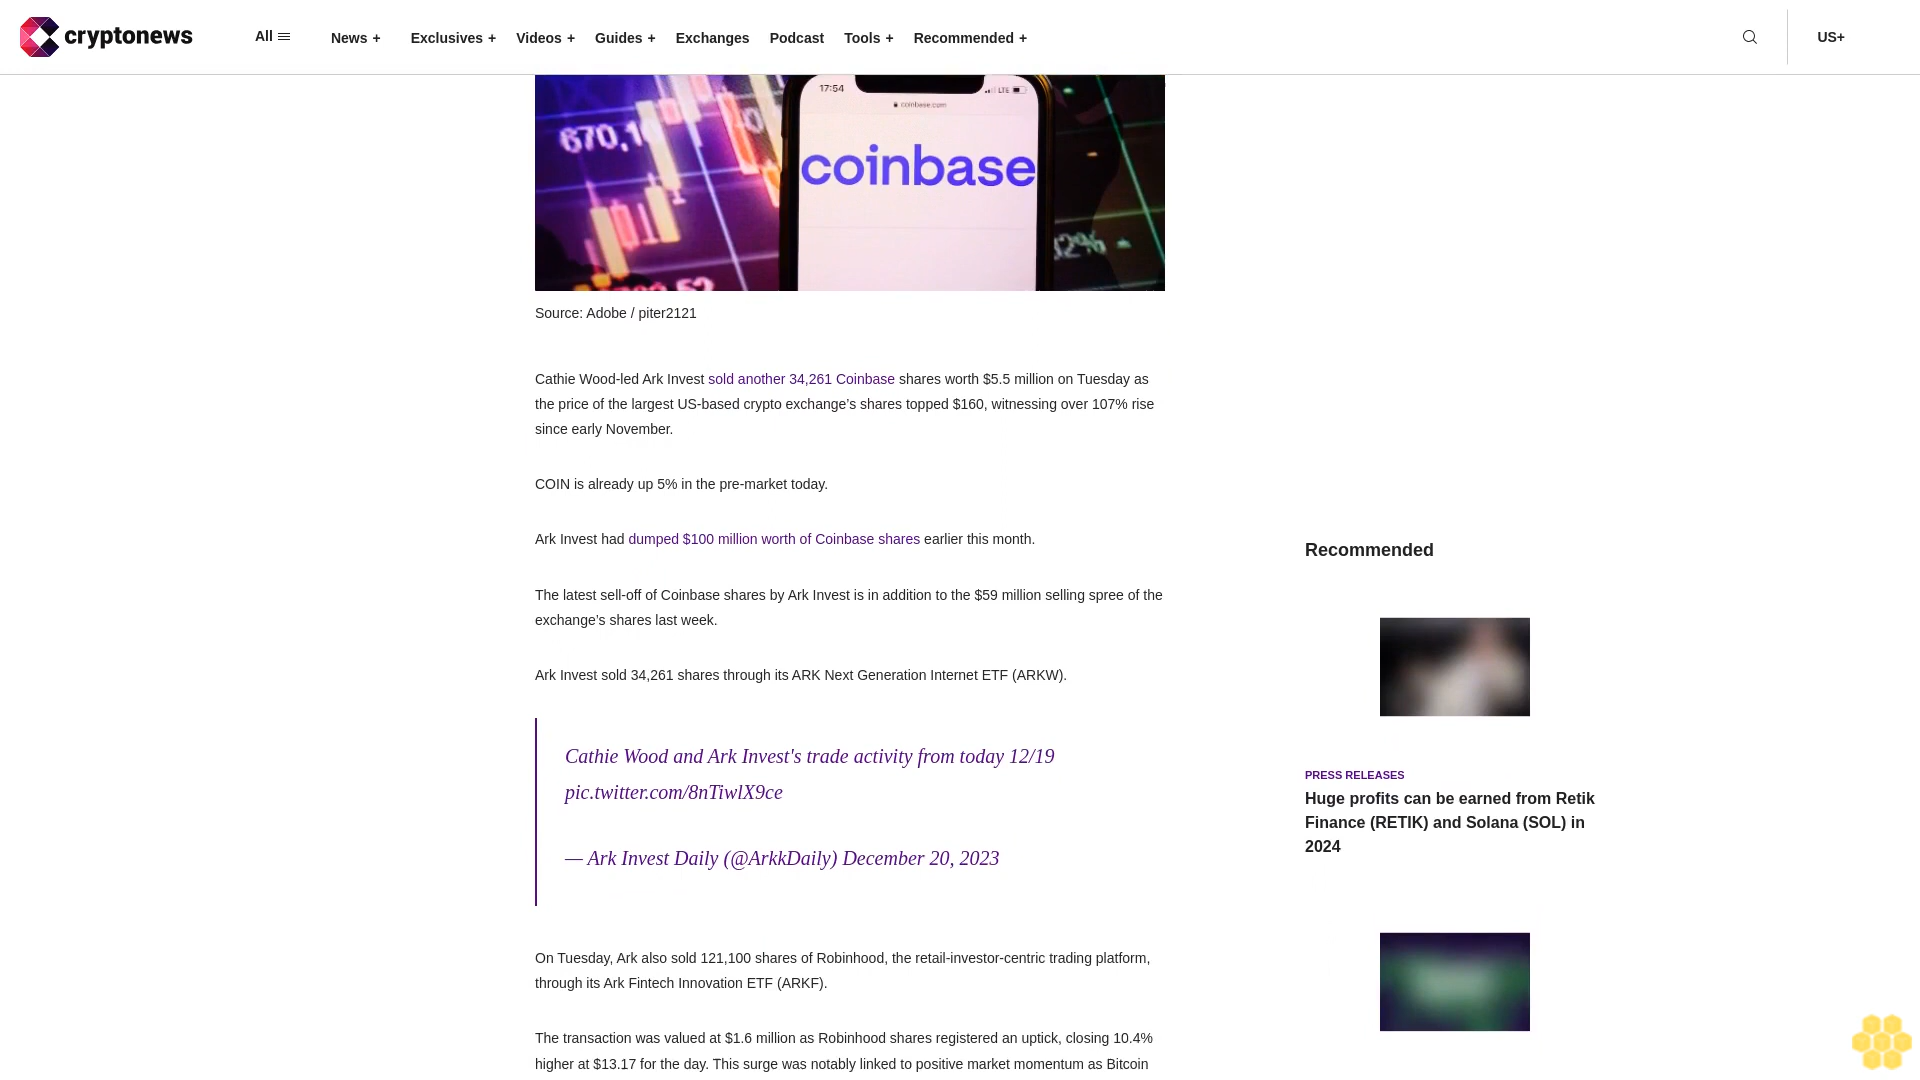 cryptonews
All
News +
Exclusives +
Videos +
Guides +
Exchanges
Podcast
Tools +
Recommended +
US+
17:54
LTE
coinbase.com
coinbase
Source: Adobe / piter2121
Cathie Wood-led Ark Invest sold another 34,261 Coinbase shares worth $5.5 million on Tuesday as
the price of the largest US-based crypto exchange’s shares topped $160, witnessing over 107% rise
since early November.
COIN is already up 5% in the pre-market today.
Ark Invest had dumped $100 million worth of Coinbase shares earlier this month.
The latest sell-off of Coinbase shares by Ark Invest is in addition to the $59 million selling spree of the
exchange’s shares last week.
Ark Invest sold 34,261 shares through its ARK Next Generation Internet ETF (ARKW).
Cathie Wood and Ark Invest's trade activity from today 12/19
pic.twitter.com/8nTiwlX9ce
— Ark Invest Daily (@ArkkDaily) December 20, 2023
On Tuesday, Ark also sold 121,100 shares of Robinhood, the retail-investor-centric trading platform,
through its Ark Fintech Innovation ETF (ARKF).
The transaction was valued at $1.6 million as Robinhood shares registered an uptick, closing 10.4%
higher at $13.17 for the day. This surge was notably linked to positive market momentum as Bitcoin
Recommended
PRESS RELEASES
Huge profits can be earned from Retik
Finance (RETIK) and Solana (SOL) in
2024